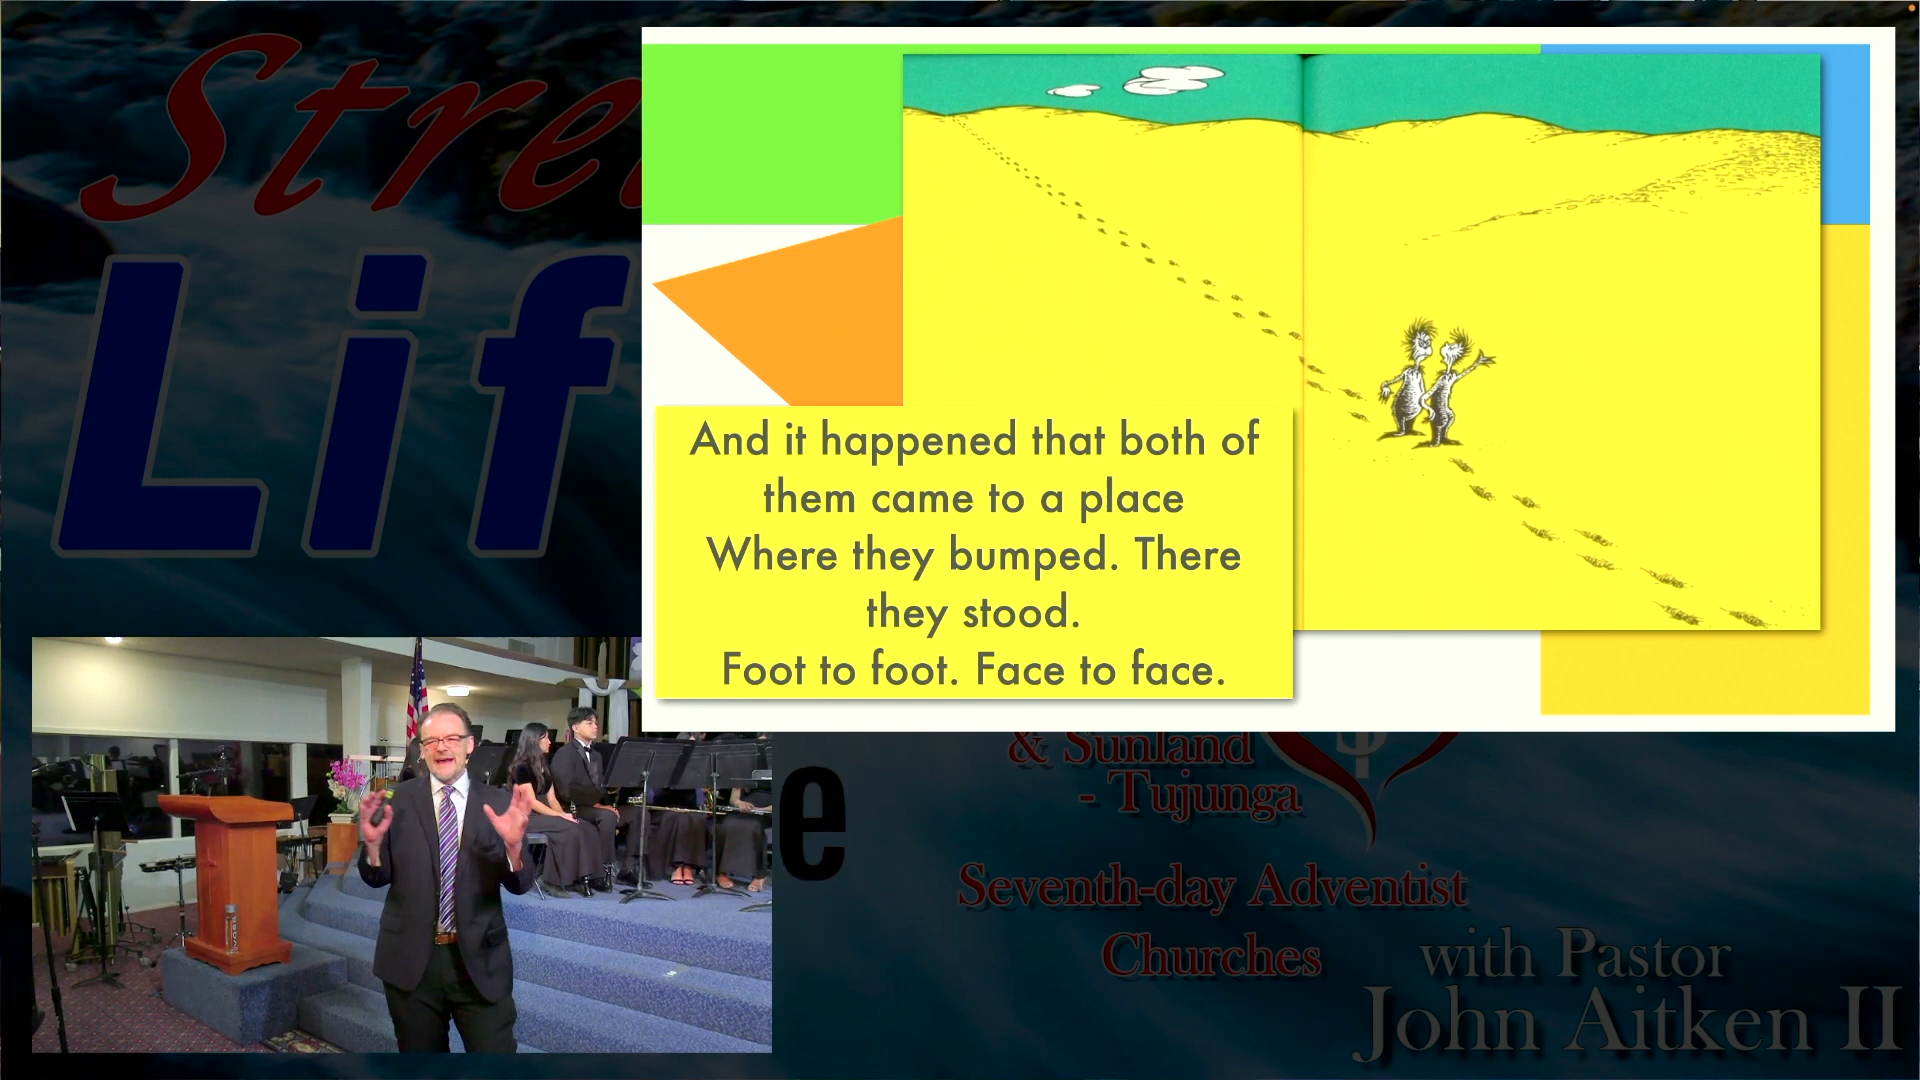 And it happened that both of
them came to a place
Where they bumped. There
they stood.
Foot to foot. Face to face.
& Sunland
- Tujunga
Seventh-day Adventist
Churches
with Pastor
John Aitken II